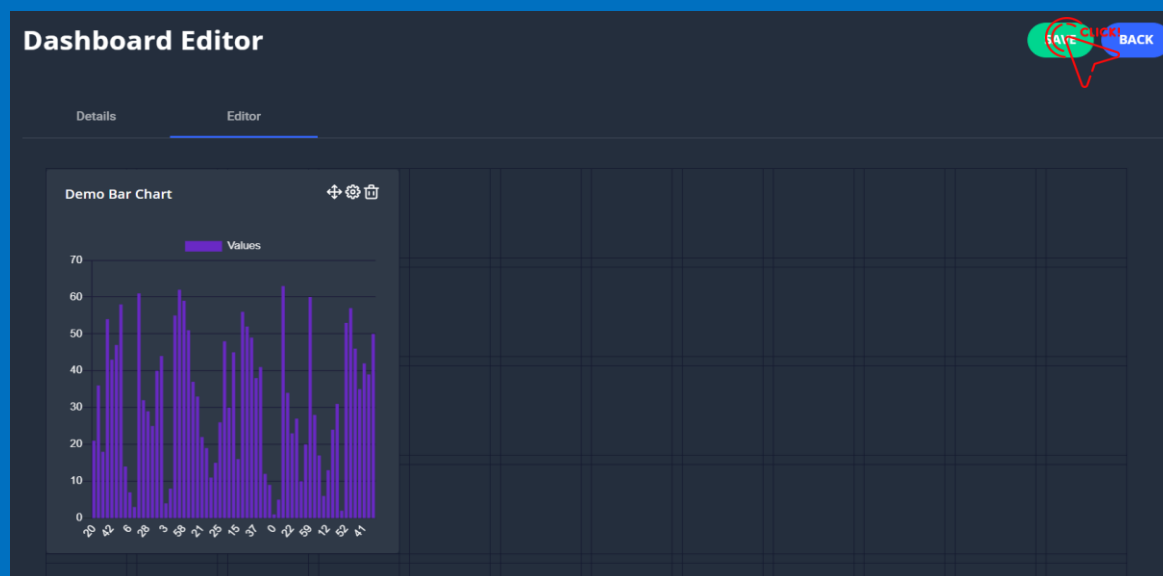 Dashboard Editor
SAVE
CLICK!
BACK
Details
Editor
Demo Bar Chart
Values
70
60
50
40
30
20
10
0
20 42 6 28 3 58 21 25 15 37 0 22 59 12 52 41